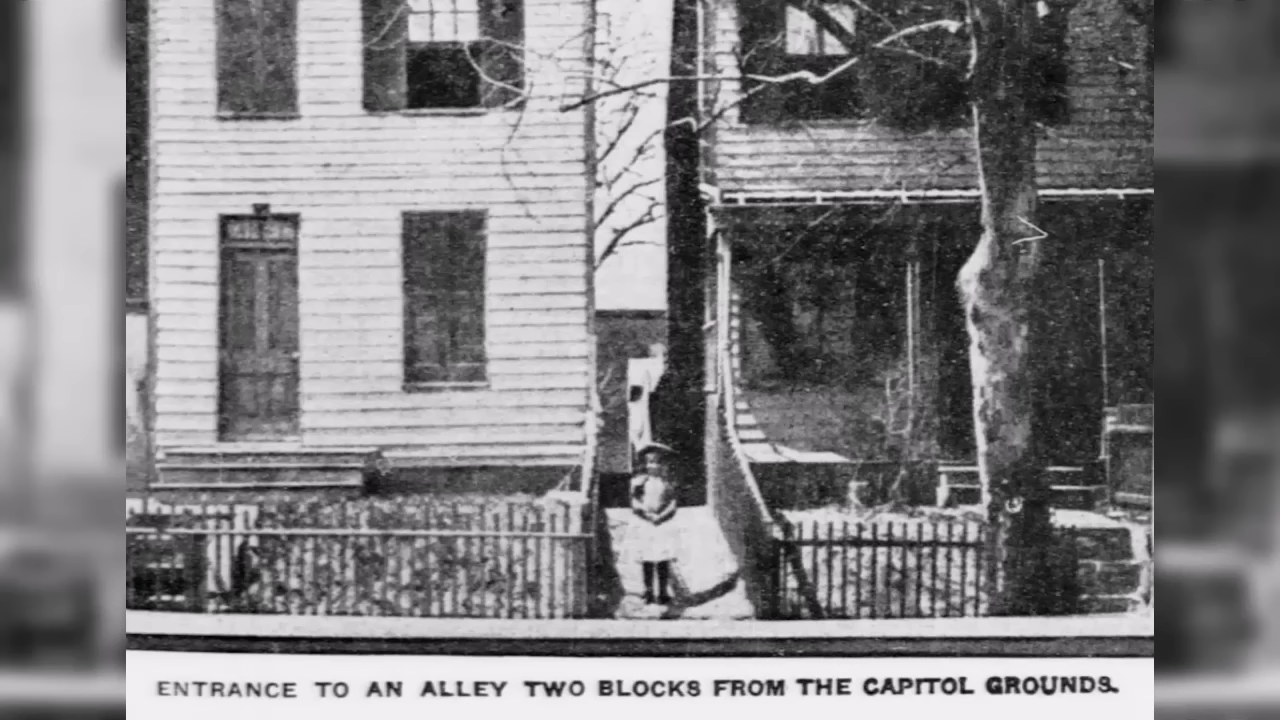 ENTRANCE TO AN ALLEY TWO BLOCKS FROM THE CAPITOL GROUNDS.